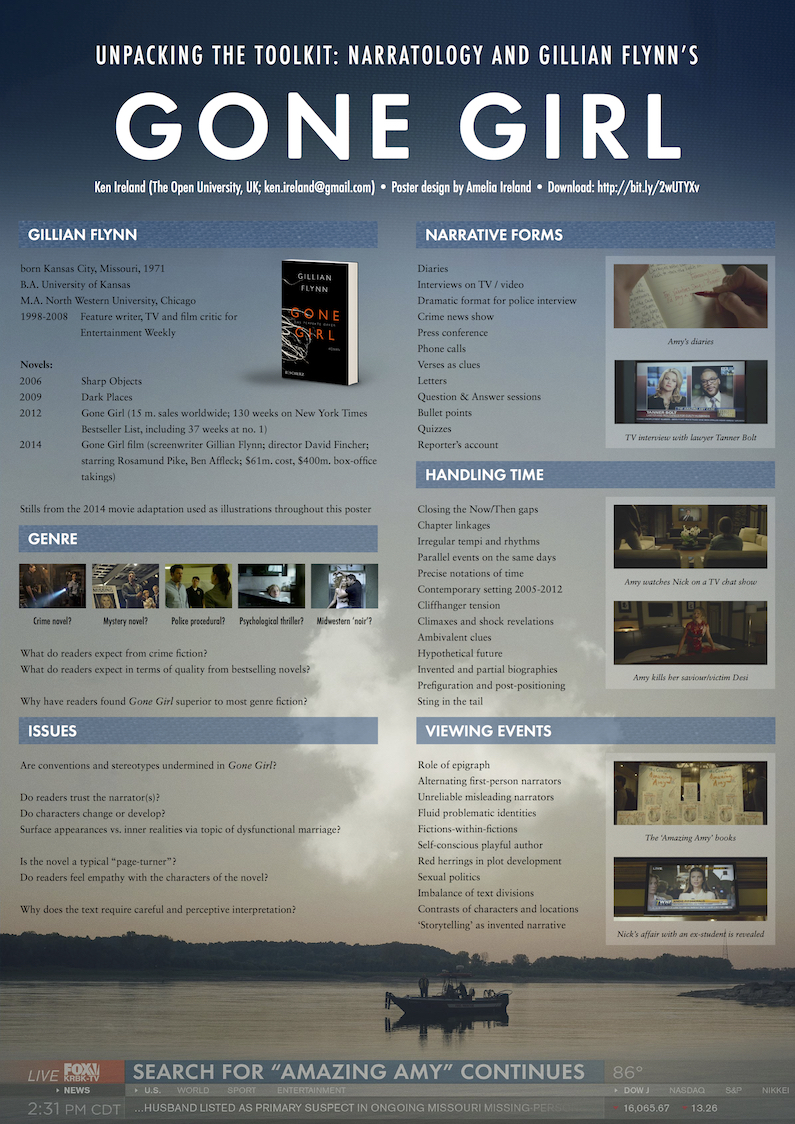 UNPACKING THE TOOLKIT: NARRATOLOGY AND GILLIAN FLYNN'S
GONE GIRL
Ken Ireland (The Open University, UK; ken.ireland@gmail.com) • Poster design by Amelia Ireland • Download: http://bit.ly/2wUTYXv
GILLIAN FLYNN
born Kansas City, Missouri, 1971
B.A. University of Kansas
M.A. North Western University, Chicago
1998-2008 Feature writer, TV and film critic for
Entertainment Weekly
GILLIAN
FLYNN
GONE
GIRL
Novels:
2006 Sharp Objects
2009 Dark Places
2012 Gone Girl (15 m. sales worldwide; 130 weeks on New York Times
Bestseller List, including 37 weeks at no. 1)
2014 Gone Girl film (screenwriter Gillian Flynn; director David Fincher;
starring Rosamund Pike, Ben Affleck; $61m. cost, $400m. box-office
takings)
Stills from the 2014 movie adaptation used as illustrations throughout this poster
GENRE
Crime novel? Mystery novel? Police procedural? Psychological thriller? Midwestern 'noir'?
What do readers expect from crime fiction?
What do readers expect in terms of quality from bestselling novels?
Why have readers found Gone Girl superior to most genre fiction?
ISSUES
Are conventions and stereotypes undermined in Gone Girl?
Do readers trust the narrator(s)?
Do characters change or develop?
Surface appearances vs. inner realities via topic of dysfunctional marriage?
Is the novel a typical "page-turner"?
Do readers feel empathy with the characters of the novel?
Why does the text require careful and perceptive interpretation?
NARRATIVE FORMS
Diaries
Interviews on TV / video
Dramatic format for police interview
Crime news show
Press conference
Phone calls
Verses as clues
Letters
Question & Answer sessions
Bullet points
Quizzes
Reporter's account
Amy's diaries
TANNER BOLT
TV interview with lawyer Tanner Bolt
HANDLING TIME
Closing the Now/Then gaps
Chapter linkages
Irregular tempi and rhythms
Parallel events on the same days
Precise notations of time
Contemporary setting 2005-2012
Cliffhanger tension
Climaxes and shock revelations
Ambivalent clues
Hypothetical future
Invented and partial biographies
Prefiguration and post-positioning
Sting in the tail
Amy watches Nick on a TV chat show
Amy kills her saviour/victim Desi
VIEWING EVENTS
Role of epigraph
Alternating first-person narrators
Unreliable misleading narrators
Fluid problematic identities
Fictions-within-fictions
Self-conscious playful author
Red herrings in plot development
Sexual politics
Imbalance of text divisions
Contrasts of characters and locations
'Storytelling' as invented narrative
The 'Amazing Amy' books
Nick's affair with an ex-student is revealed
LIVE FOX KRBK-TV
SEARCH FOR "AMAZING AMY" CONTINUES
86°
NEWS U.S. WORLD SPORT ENTERTAINMENT DOW J NASDAQ S&P NIKKEI
2:31 PM CDT ...HUSBAND LISTED AS PRIMARY SUSPECT IN ONGOING MISSOURI MISSING-PERS 16,065.67 13.26